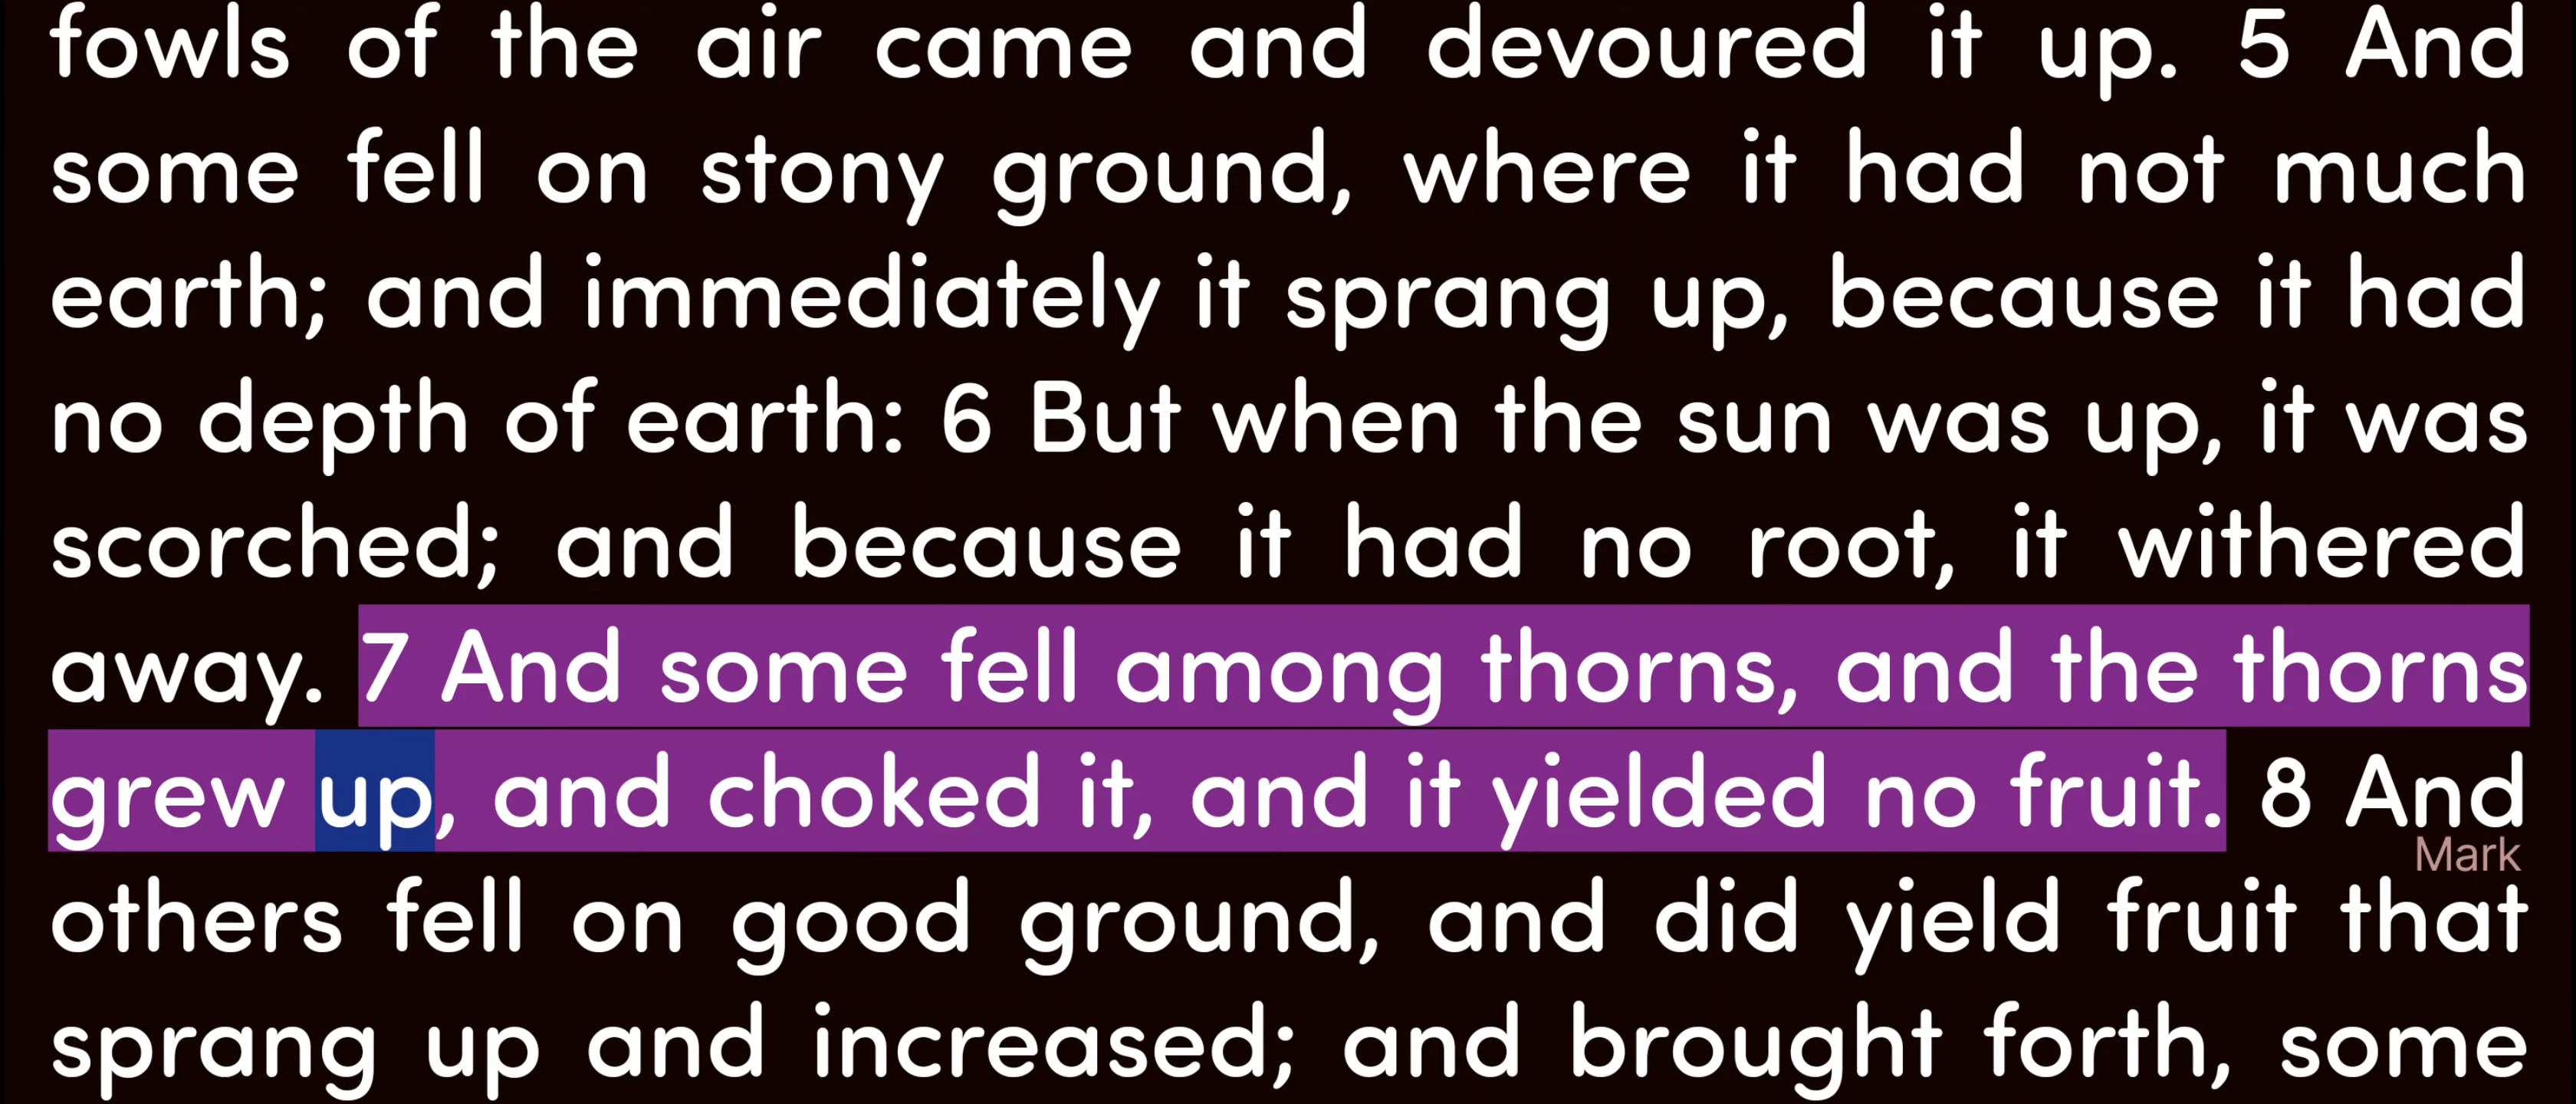 fowls of the air came and devoured it up. 5 And
some fell on stony ground, where it had not much
earth; and immediately it sprang up, because it had
no depth of earth: 6 But when the sun was up, it was
scorched; and because it had no root, it withered
away. 7 And some fell among thorns, and the thorns
grew up, and choked it, and it yielded no fruit. 8 And
Mark
others fell on good ground, and did yield fruit that
sprang up and increased; and brought forth, some